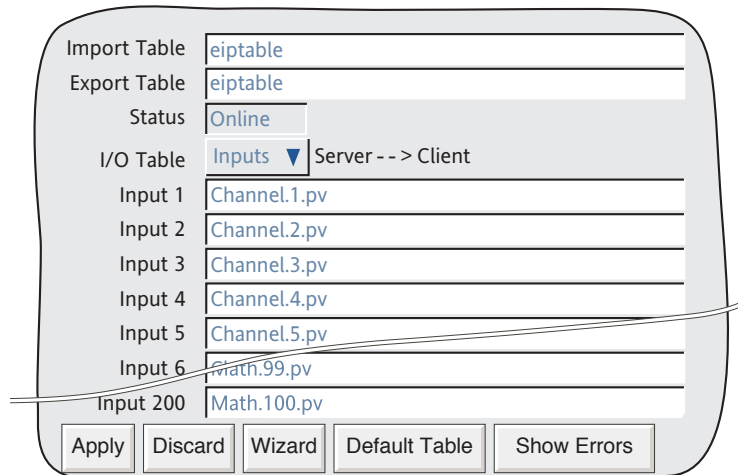 Import Table eiptable
Export Table eiptable
Status Online
I/O Table Inputs ▼ Server - - > Client
Input 1 Channel.1.pv
Input 2 Channel.2.pv
Input 3 Channel.3.pv
Input 4 Channel.4.pv
Input 5 Channel.5.pv
Input 6 Math.99.pv
Input 200 Math.100.pv
Apply Discard Wizard Default Table Show Errors